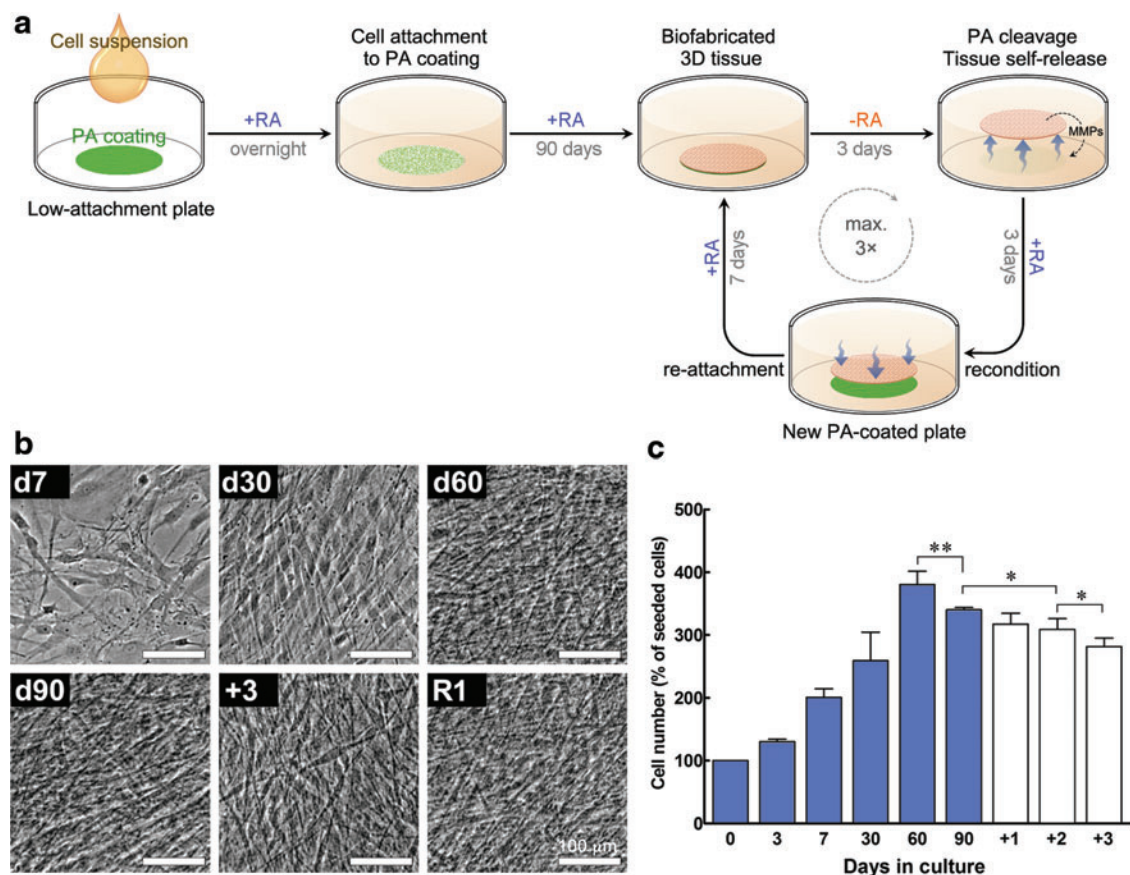 a
Cell suspension
PA coating
Low-attachment plate
+RA
overnight
Cell attachment
to PA coating
+RA
90 days
Biofabricated
3D tissue
-RA
3 days
PA cleavage
Tissue self-release
MMPs
+RA
3 days
recondition
New PA-coated plate
re-attachment
+RA
7 days
max.
3×
b
d7
d30
d60
d90
+3
R1
100 µm
c
Cell number (% of seeded cells)
500
400
300
200
100
0
**
*
*
0 3 7 30 60 90 +1 +2 +3
Days in culture